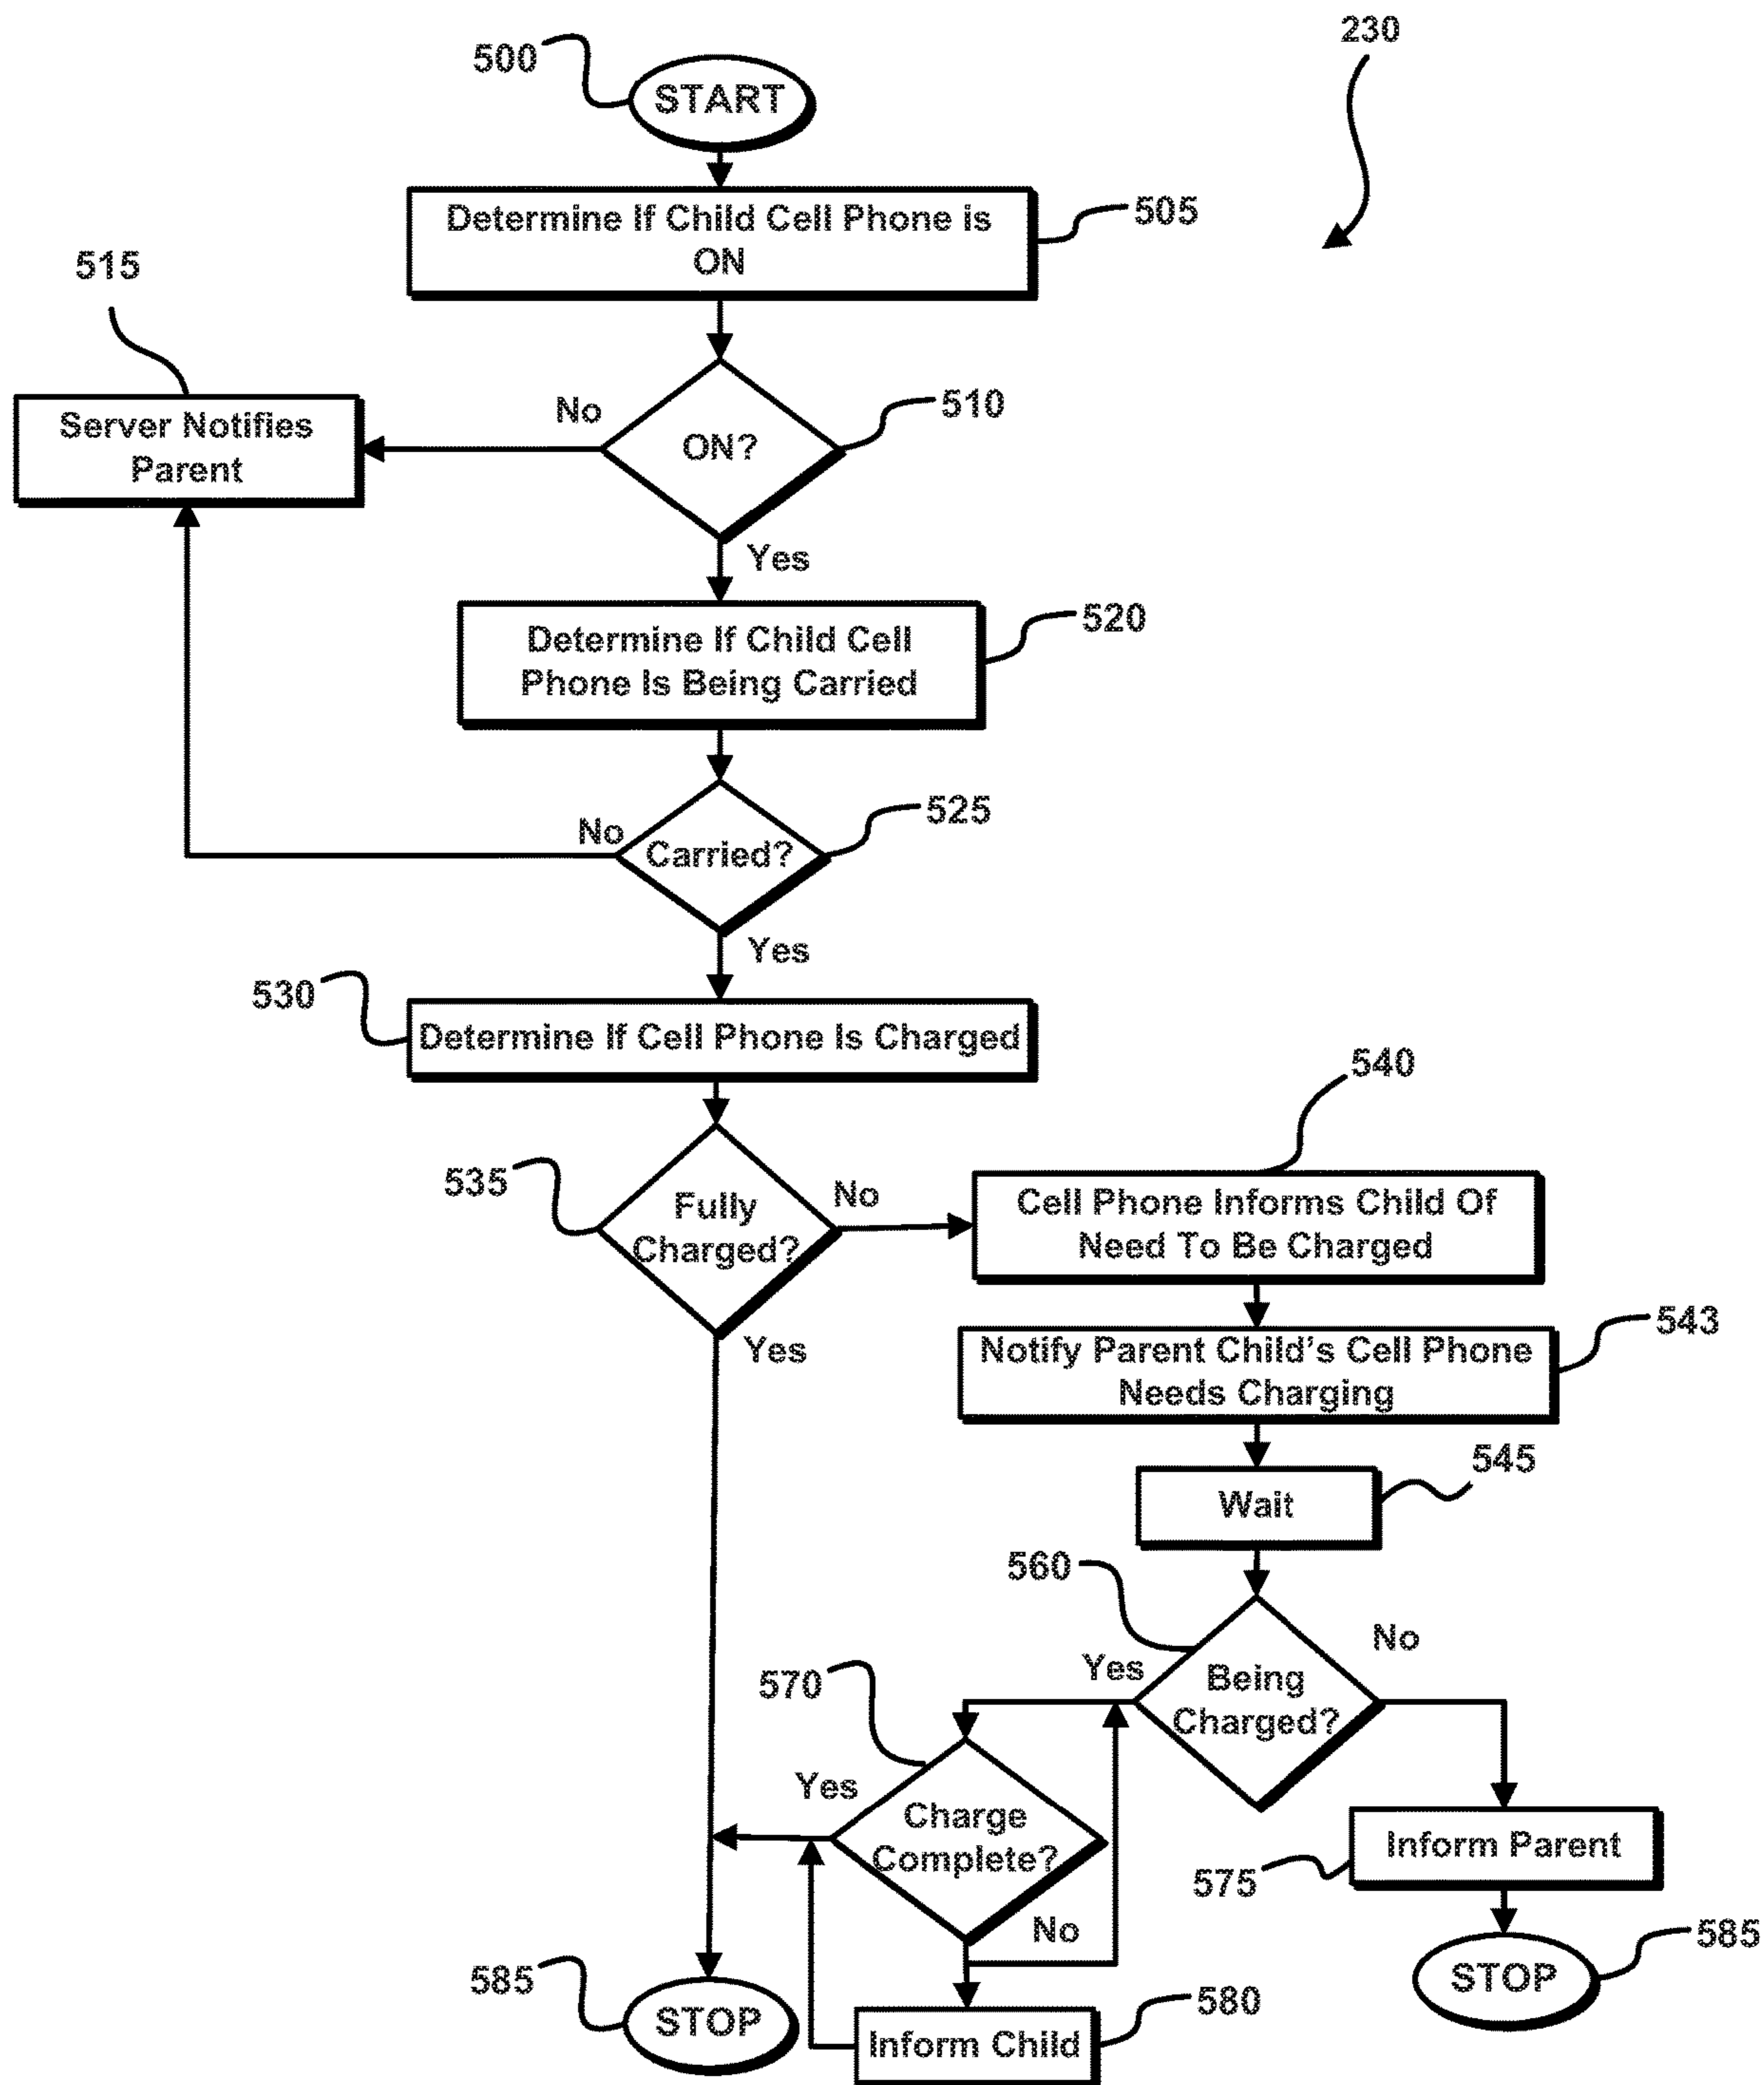 230
500
START
Determine If Child Cell Phone is
ON
505
515
Server Notifies
Parent
No
ON?
510
Yes
Determine If Child Cell
Phone Is Being Carried
520
No
Carried?
525
Yes
530
Determine If Cell Phone Is Charged
540
535
Fully
Charged?
No
Cell Phone Informs Child Of
Need To Be Charged
Yes
543
Notify Parent Child's Cell Phone
Needs Charging
545
Wait
560
Being
Charged?
Yes
No
570
Yes
Charge
Complete?
No
Inform Parent
575
585
STOP
585
STOP
580
Inform Child